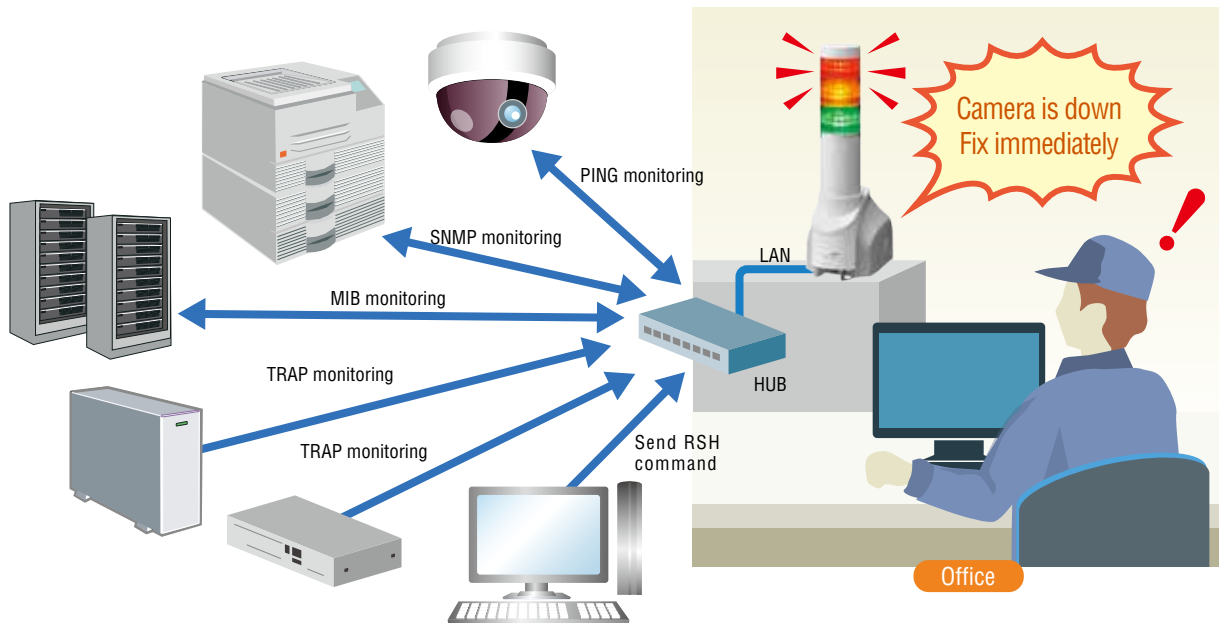 PING monitoring
SNMP monitoring
MIB monitoring
TRAP monitoring
TRAP monitoring
Send RSH
command
LAN
HUB
Camera is down
Fix immediately
Office